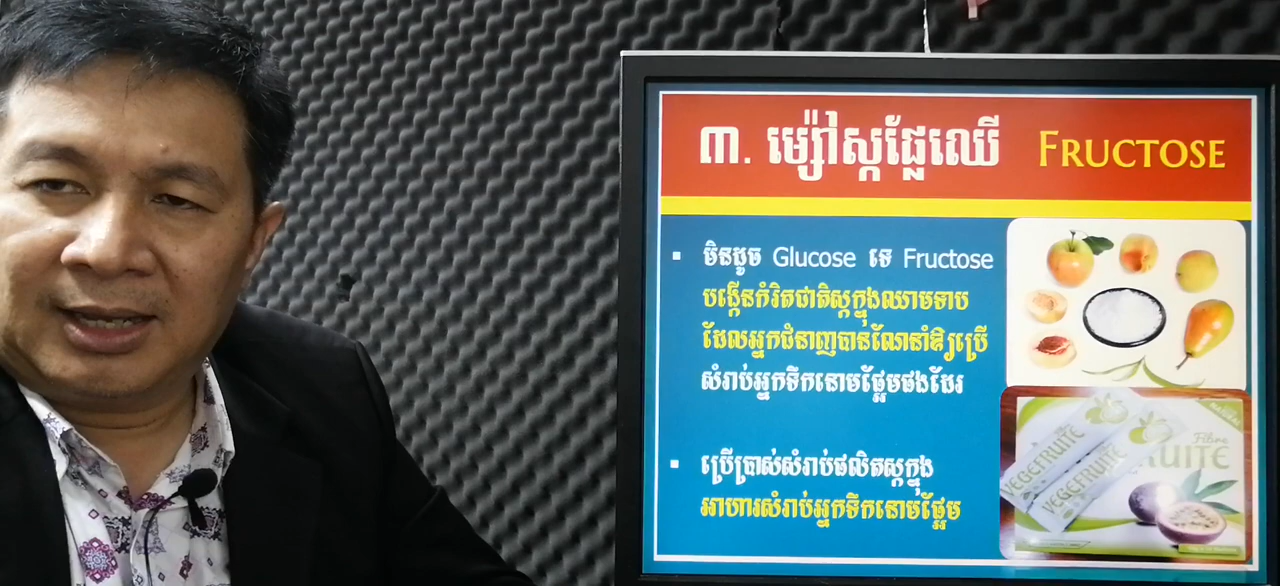 ៣. ម្ស៉ៅស្កផ្លែឈើ FRUCTOSE
▪ មិនដូច Glucose ទេ Fructose
បង្កើនកំរិតជាតិស្កក្នុងឈាមទាប
ដែលអ្នកជំនាញបានណែនាំឱ្យប្រើ
សំរាប់អ្នកទឹកនោមផ្អែមផងដែរ
▪ ប្រើប្រាស់សំរាប់ផលិតស្កក្នុង
អាហារសំរាប់អ្នកទឹកនោមផ្អែម
Fibre
FRUITE
VEGEFRUITE
VEGEFRUITE